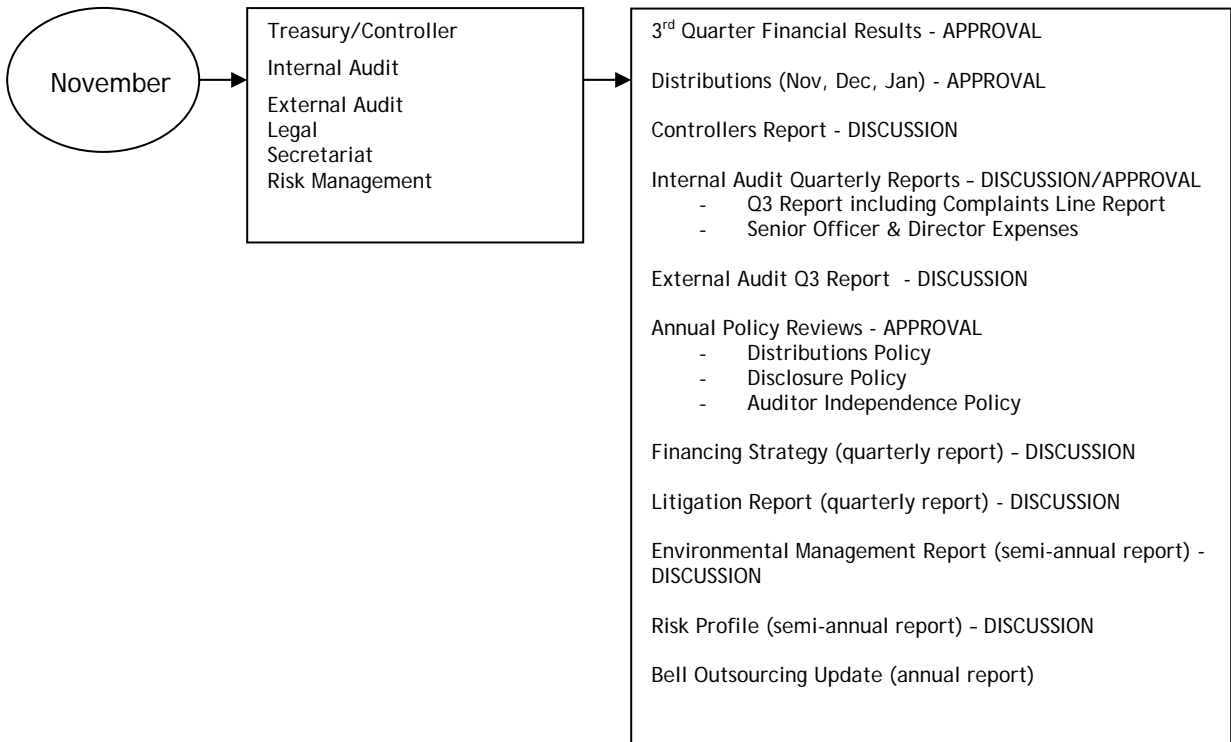 November
Treasury/Controller
Internal Audit
External Audit
Legal
Secretariat
Risk Management
3rd Quarter Financial Results - APPROVAL
Distributions (Nov, Dec, Jan) - APPROVAL
Controllers Report - DISCUSSION
Internal Audit Quarterly Reports – DISCUSSION/APPROVAL
- Q3 Report including Complaints Line Report
- Senior Officer & Director Expenses
External Audit Q3 Report - DISCUSSION
Annual Policy Reviews - APPROVAL
- Distributions Policy
- Disclosure Policy
- Auditor Independence Policy
Financing Strategy (quarterly report) – DISCUSSION
Litigation Report (quarterly report) - DISCUSSION
Environmental Management Report (semi-annual report) -
DISCUSSION
Risk Profile (semi-annual report) – DISCUSSION
Bell Outsourcing Update (annual report)